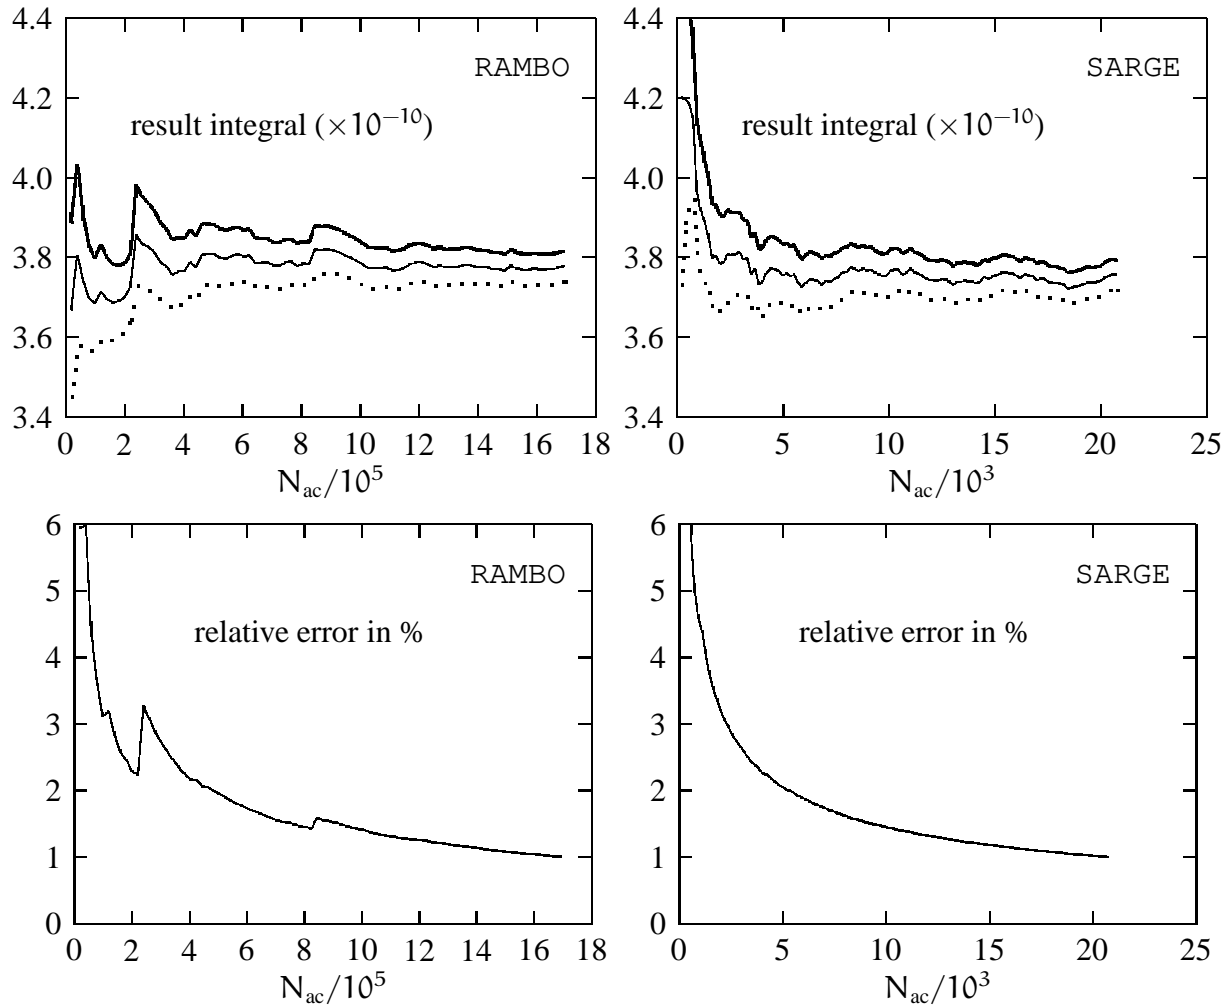 4.4
4.2
4.0
3.8
3.6
3.4
0 2 4 6 8 10 12 14 16 18
RAMBO
result integral (×10⁻¹⁰)
N_ac/10⁵
4.4
4.2
4.0
3.8
3.6
3.4
0 5 10 15 20 25
SARGE
result integral (×10⁻¹⁰)
N_ac/10³
6
5
4
3
2
1
0
0 2 4 6 8 10 12 14 16 18
RAMBO
relative error in %
N_ac/10⁵
6
5
4
3
2
1
0
0 5 10 15 20 25
SARGE
relative error in %
N_ac/10³